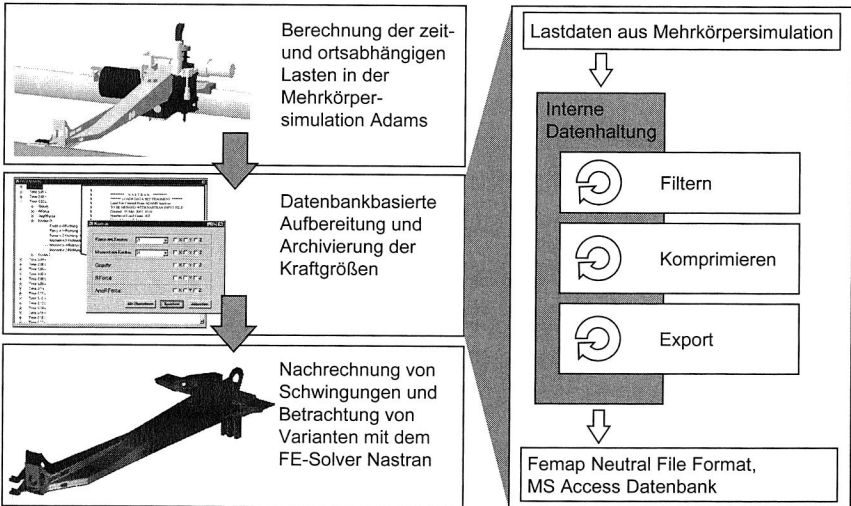 Berechnung der zeit-
und ortsabhängigen
Lasten in der
Mehrkörper-
simulation Adams
Datenbankbasierte
Aufbereitung und
Archivierung der
Kraftgrößen
Nachrechnung von
Schwingungen und
Betrachtung von
Varianten mit dem
FE-Solver Nastran
Lastdaten aus Mehrkörpersimulation
Interne
Datenhaltung
Filtern
Komprimieren
Export
Femap Neutral File Format,
MS Access Datenbank